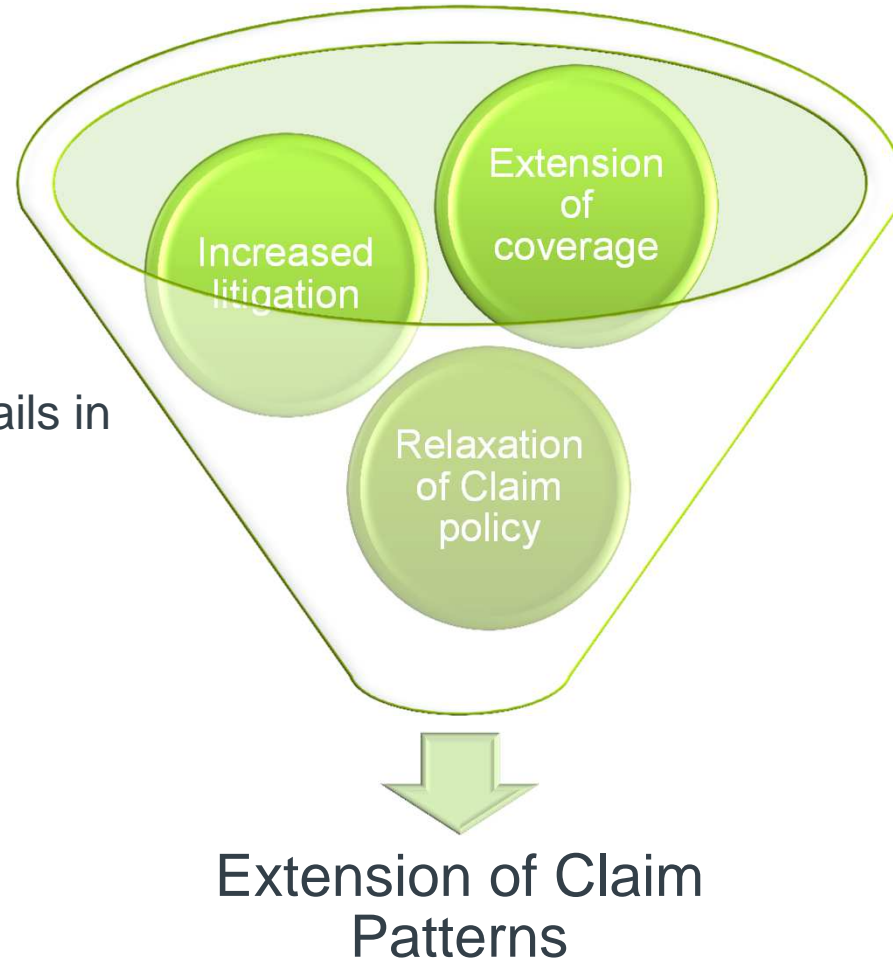 Extension
of
coverage
Increased
litigation
ails in
Relaxation
of Claim
policy
Extension of Claim
Patterns